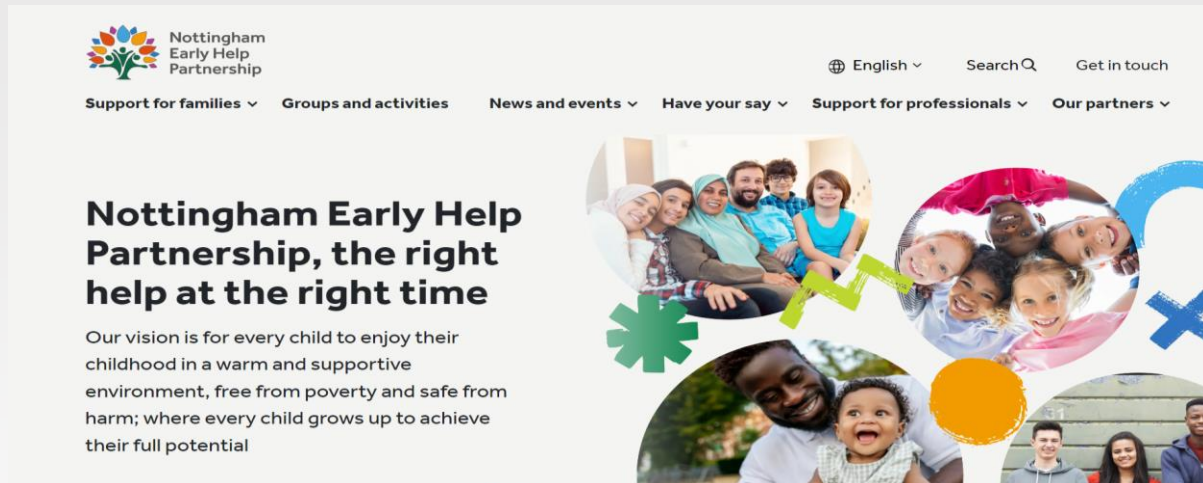 Nottingham
Early Help
Partnership
English
Search
Get in touch
Support for families
Groups and activities
News and events
Have your say
Support for professionals
Our partners
Nottingham Early Help
Partnership, the right
help at the right time
Our vision is for every child to enjoy their
childhood in a warm and supportive
environment, free from poverty and safe from
harm; where every child grows up to achieve
their full potential